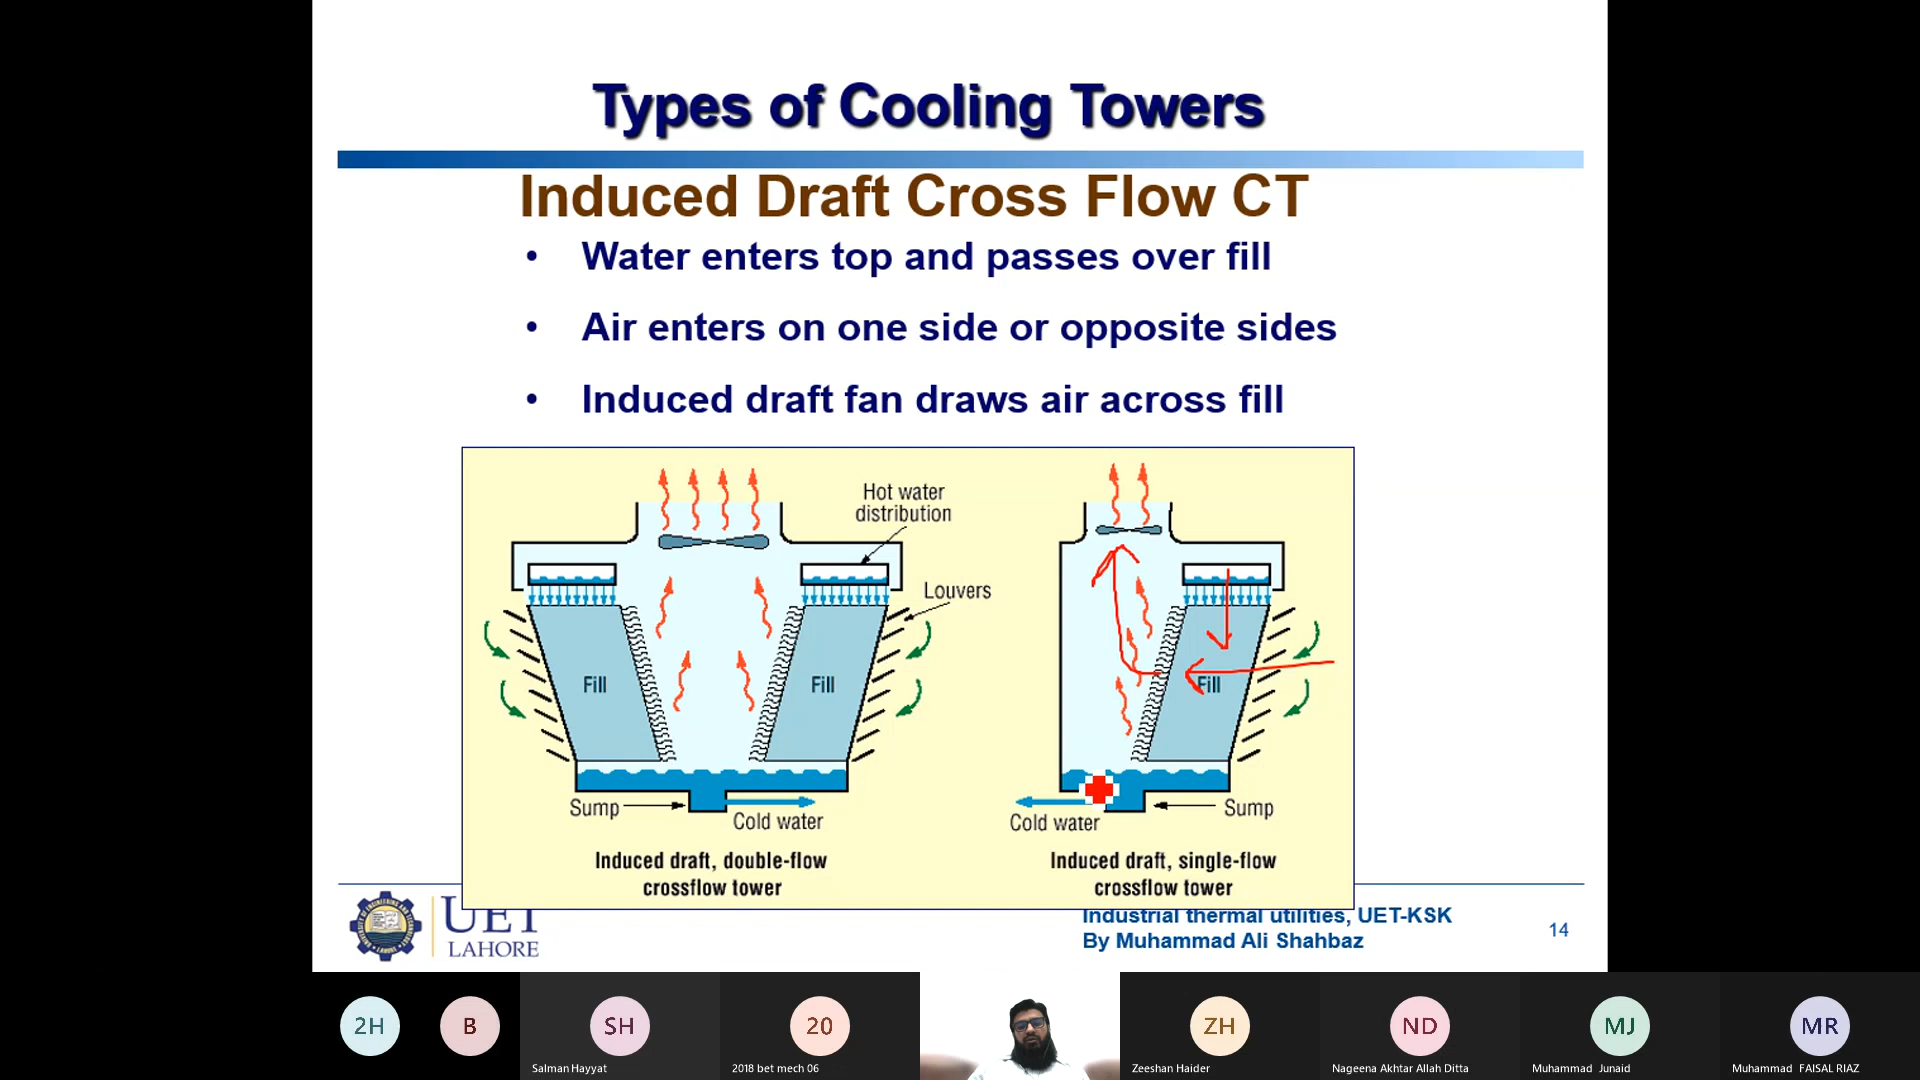 Types of Cooling Towers
Induced Draft Cross Flow CT
• Water enters top and passes over fill
• Air enters on one side or opposite sides
• Induced draft fan draws air across fill
Hot water
distribution
Louvers
Fill
Fill
Fill
Sump
Cold water
Cold water
Sump
Induced draft, double-flow
crossflow tower
Induced draft, single-flow
crossflow tower
UET
LAHORE
Industrial thermal utilities, UET-KSK
By Muhammad Ali Shahbaz
14
2H
B
SH
20
ZH
ND
MJ
MR
Salman Hayyat
2018 bet mech 06
Zeeshan Haider
Nageena Akhtar Allah Ditta
Muhammad Junaid
Muhammad FAISAL RIAZ